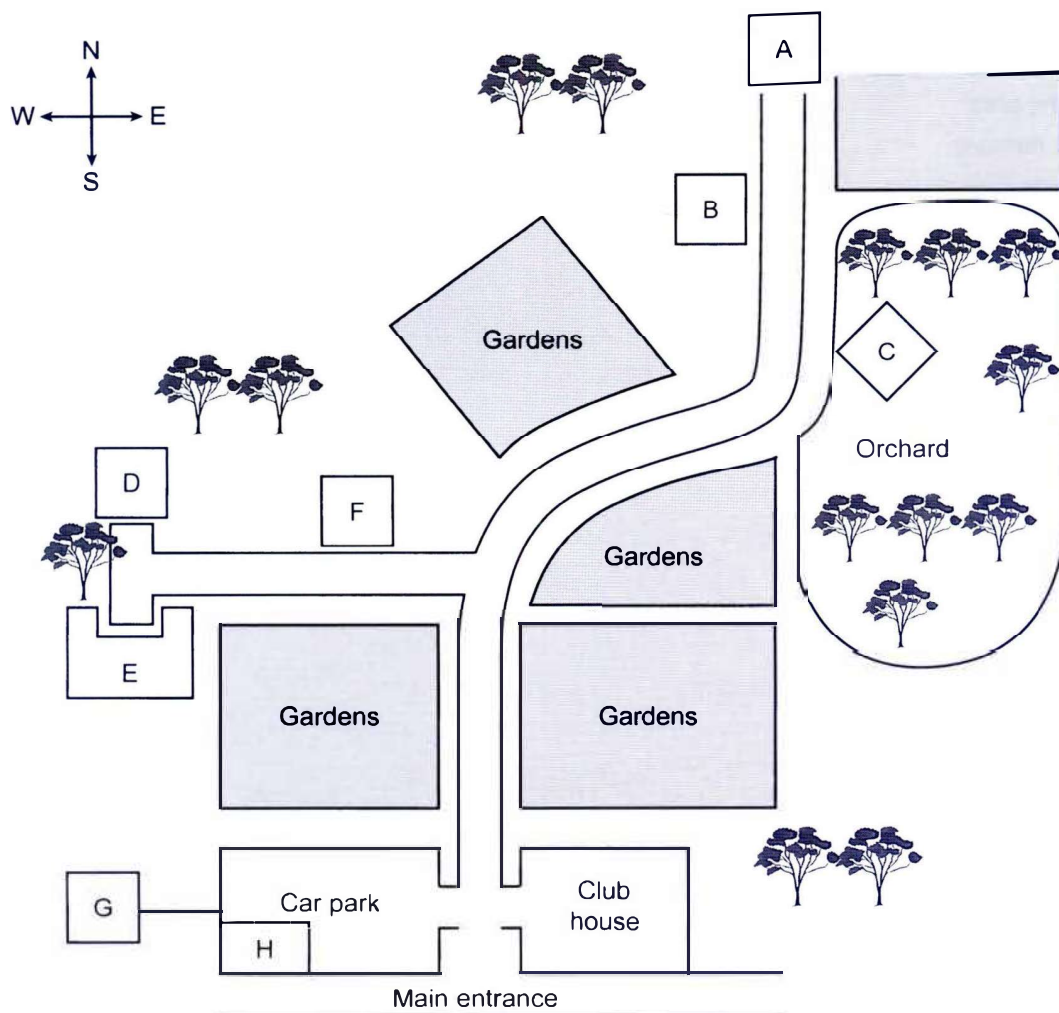 A
N
W E
S
B
Gardens
C
Orchard
D
F
Gardens
E
Gardens
Gardens
G
Car park
Club
house
H
Main entrance